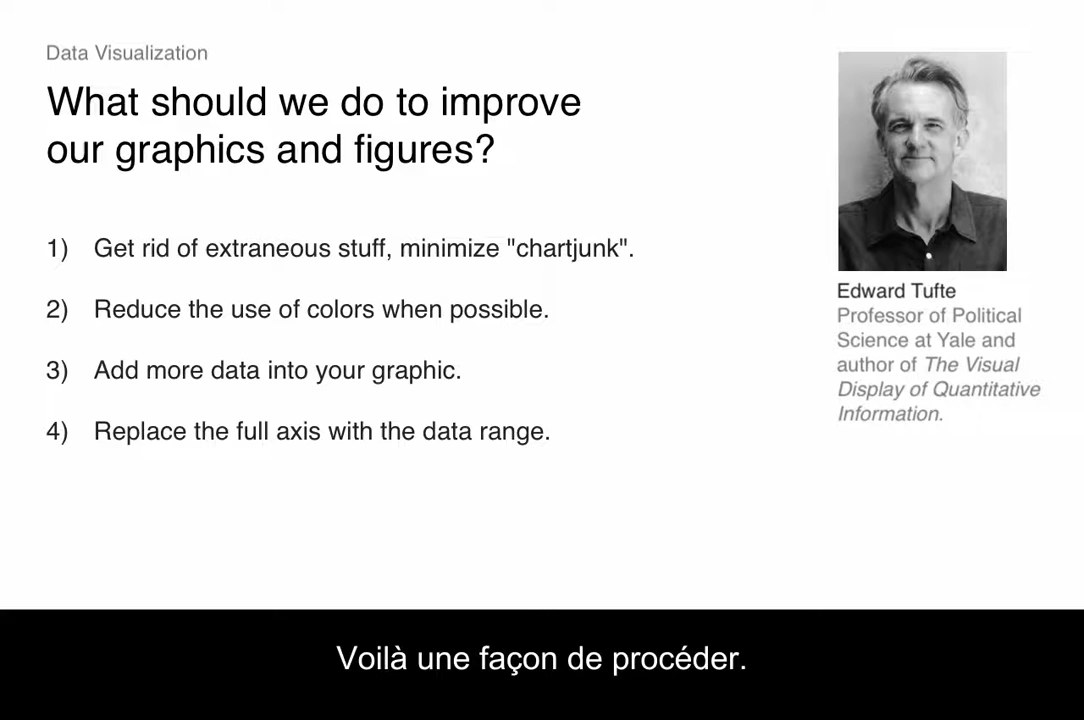 Data Visualization
What should we do to improve
our graphics and figures?
1) Get rid of extraneous stuff, minimize "chartjunk".
2) Reduce the use of colors when possible.
3) Add more data into your graphic.
4) Replace the full axis with the data range.
Edward Tufte
Professor of Political
Science at Yale and
author of The Visual
Display of Quantitative
Information.
Voilà une façon de procéder.